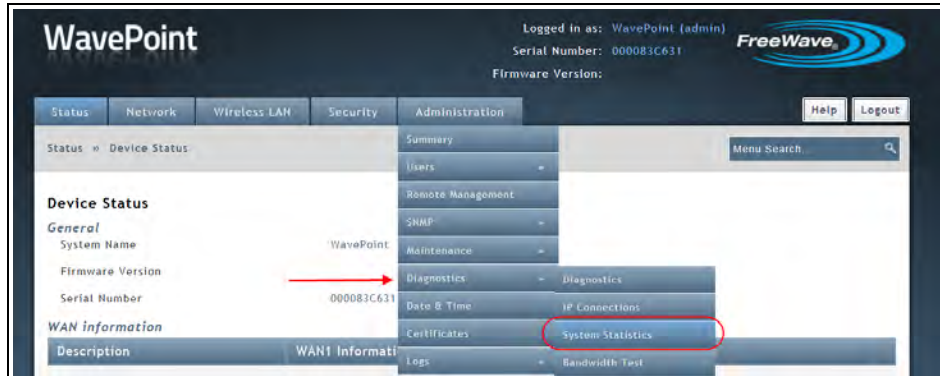 WavePoint
Logged in as: WavePoint (admin)
Serial Number: 000083C631
Firmware Version:
FreeWave®
Status Network Wireless LAN Security Administration
Help Logout
Status » Device Status
Menu Search...
Summary
Users
Remote Management
SNMP
Maintenance
Diagnostics
Date & Time
Certificates
Logs
Diagnostics
IP Connections
System Statistics
Bandwidth Test
Device Status
General
System Name WavePoint
Firmware Version
Serial Number 000083C631
WAN information
Description WAN1 Informati